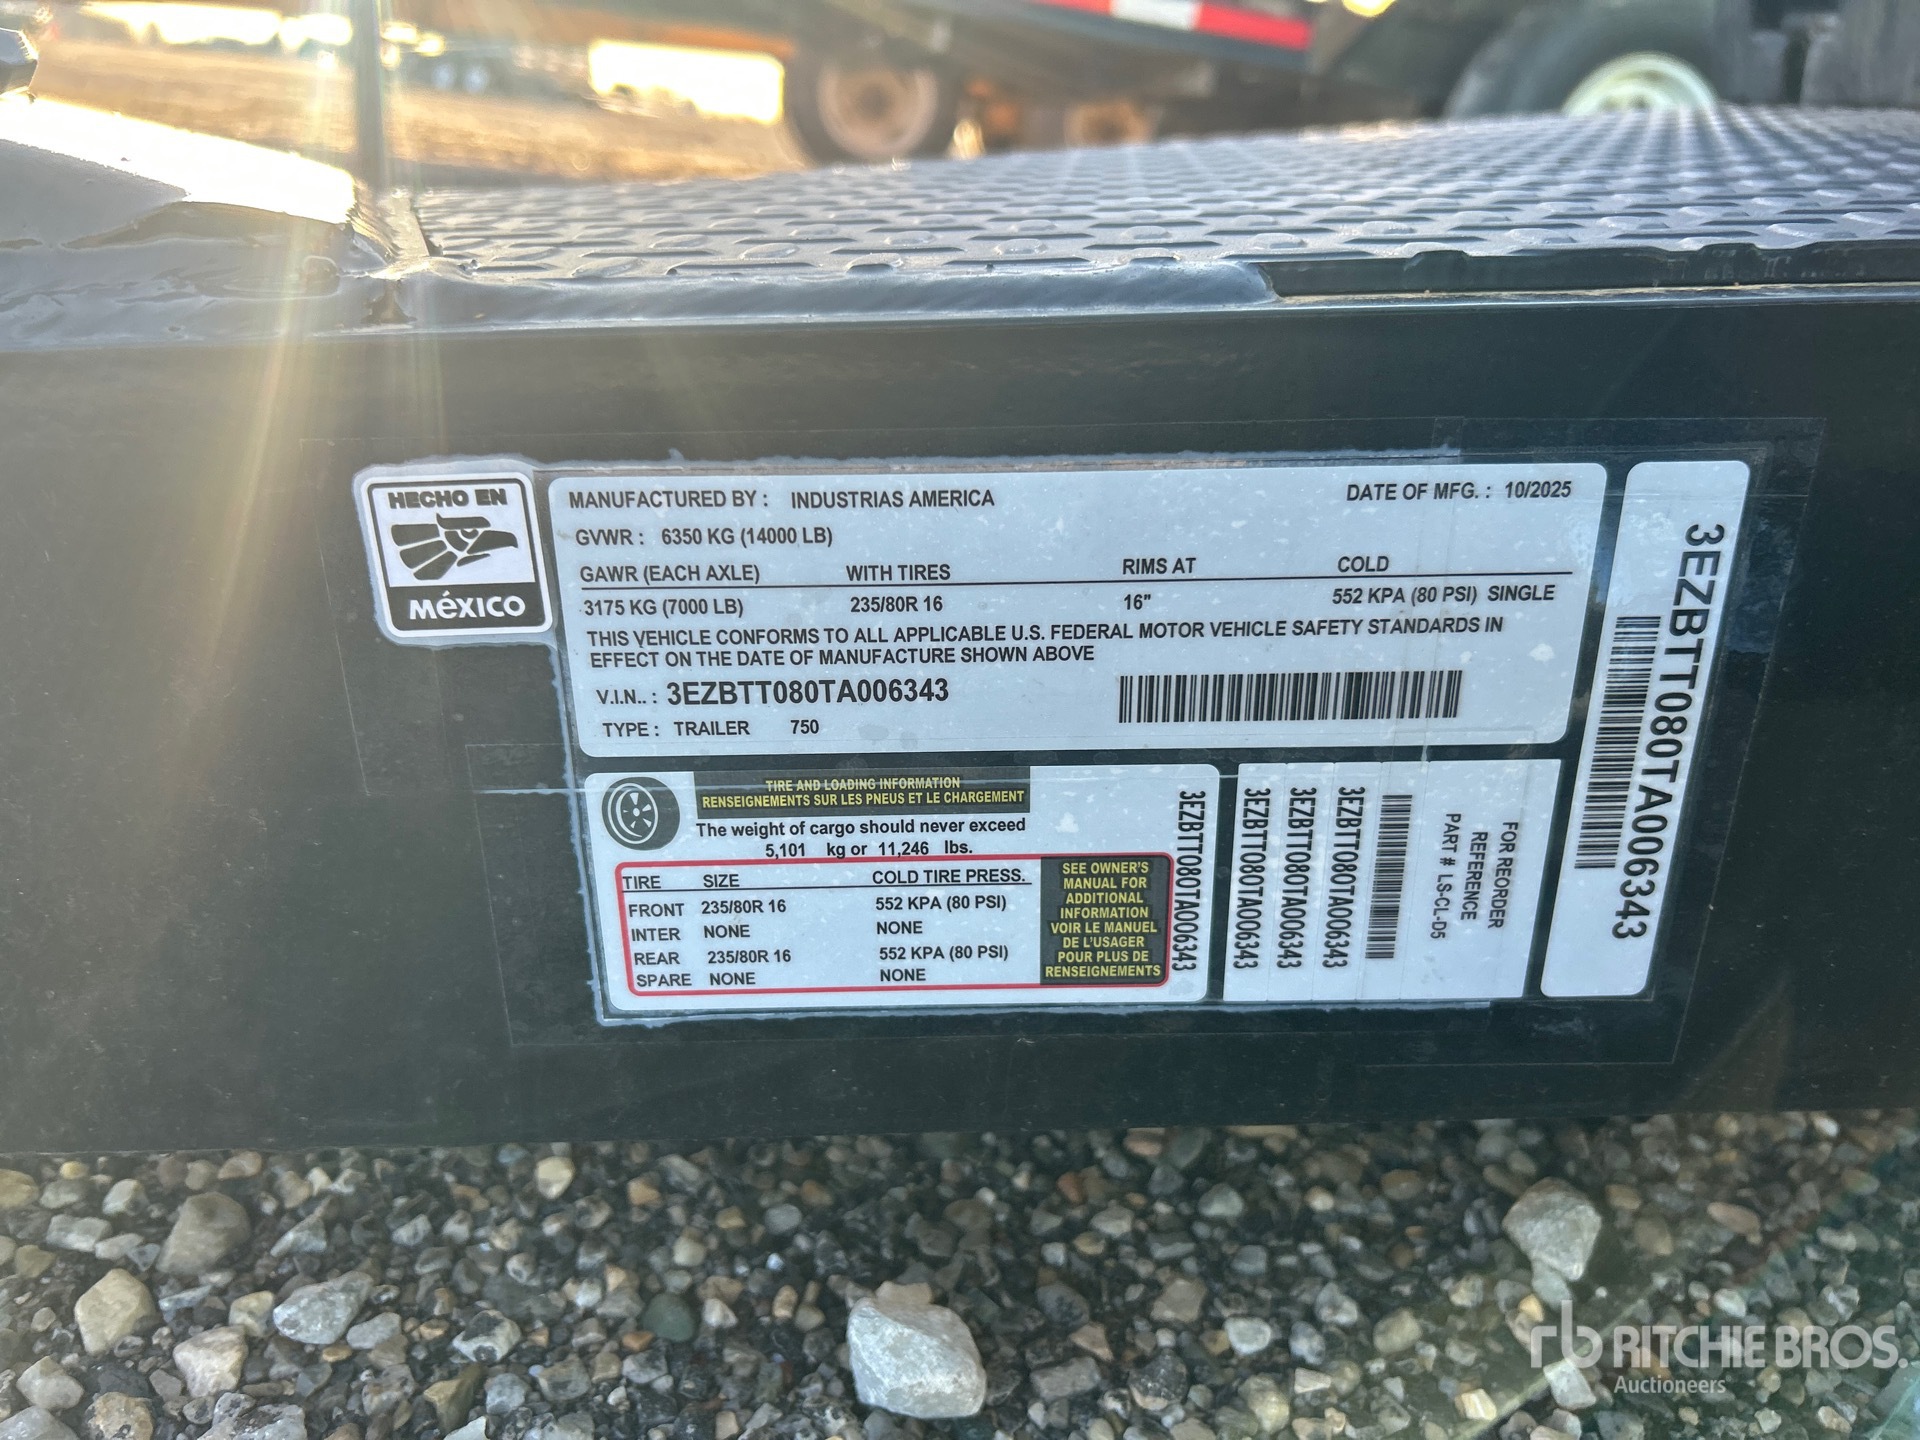 HECHO EN
MéXICO
MANUFACTURED BY : INDUSTRIAS AMERICA DATE OF MFG. : 10/2025
GVWR : 6350 KG (14000 LB)
GAWR (EACH AXLE) WITH TIRES RIMS AT COLD
3175 KG (7000 LB) 235/80R 16 16" 552 KPA (80 PSI) SINGLE
THIS VEHICLE CONFORMS TO ALL APPLICABLE U.S. FEDERAL MOTOR VEHICLE SAFETY STANDARDS IN
EFFECT ON THE DATE OF MANUFACTURE SHOWN ABOVE
V.I.N.. : 3EZBTT080TA006343
TYPE : TRAILER 750
TIRE AND LOADING INFORMATION
RENSEIGNEMENTS SUR LES PNEUS ET LE CHARGEMENT
The weight of cargo should never exceed
5,101 kg or 11,246 lbs.
TIRE SIZE COLD TIRE PRESS.
FRONT 235/80R 16 552 KPA (80 PSI)
INTER NONE NONE
REAR 235/80R 16 552 KPA (80 PSI)
SPARE NONE NONE
SEE OWNER'S
MANUAL FOR
ADDITIONAL
INFORMATION
VOIR LE MANUEL
DE L'USAGER
POUR PLUS DE
RENSEIGNEMENTS
3EZBTT080TA006343
3EZBTT080TA006343
3EZBTT080TA006343
3EZBTT080TA006343
FOR REORDER
REFERENCE
PART # LS-CL-D5
3EZBTT080TA006343
rb RITCHIE BROS.
Auctioneers